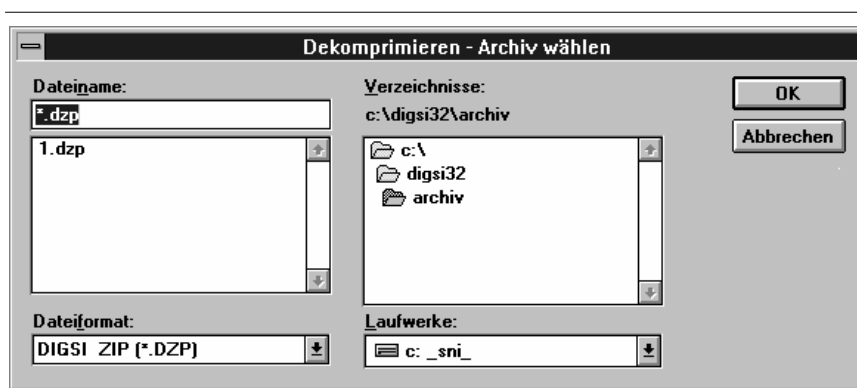 Dekomprimieren - Archiv wählen
Dateiname:
*.dzp
1.dzp
Dateiformat:
DIGSI ZIP (*.DZP)
Verzeichnisse:
c:\digsi32\archiv
c:\
digsi32
archiv
Laufwerke:
c: _sni_
OK
Abbrechen